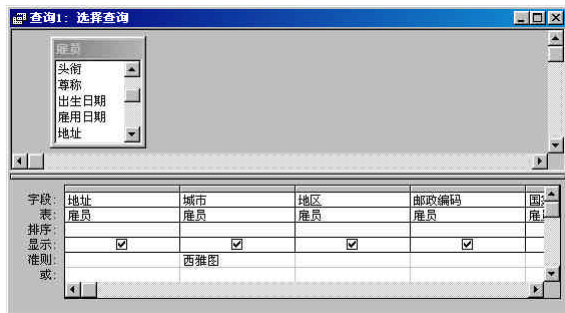 查询1: 选择查询
雇员
头衔
尊称
出生日期
雇用日期
地址
字段: 地址 城市 地区 邮政编码
表: 雇员 雇员 雇员 雇员
排序:
显示:
准则: 西雅图
或: